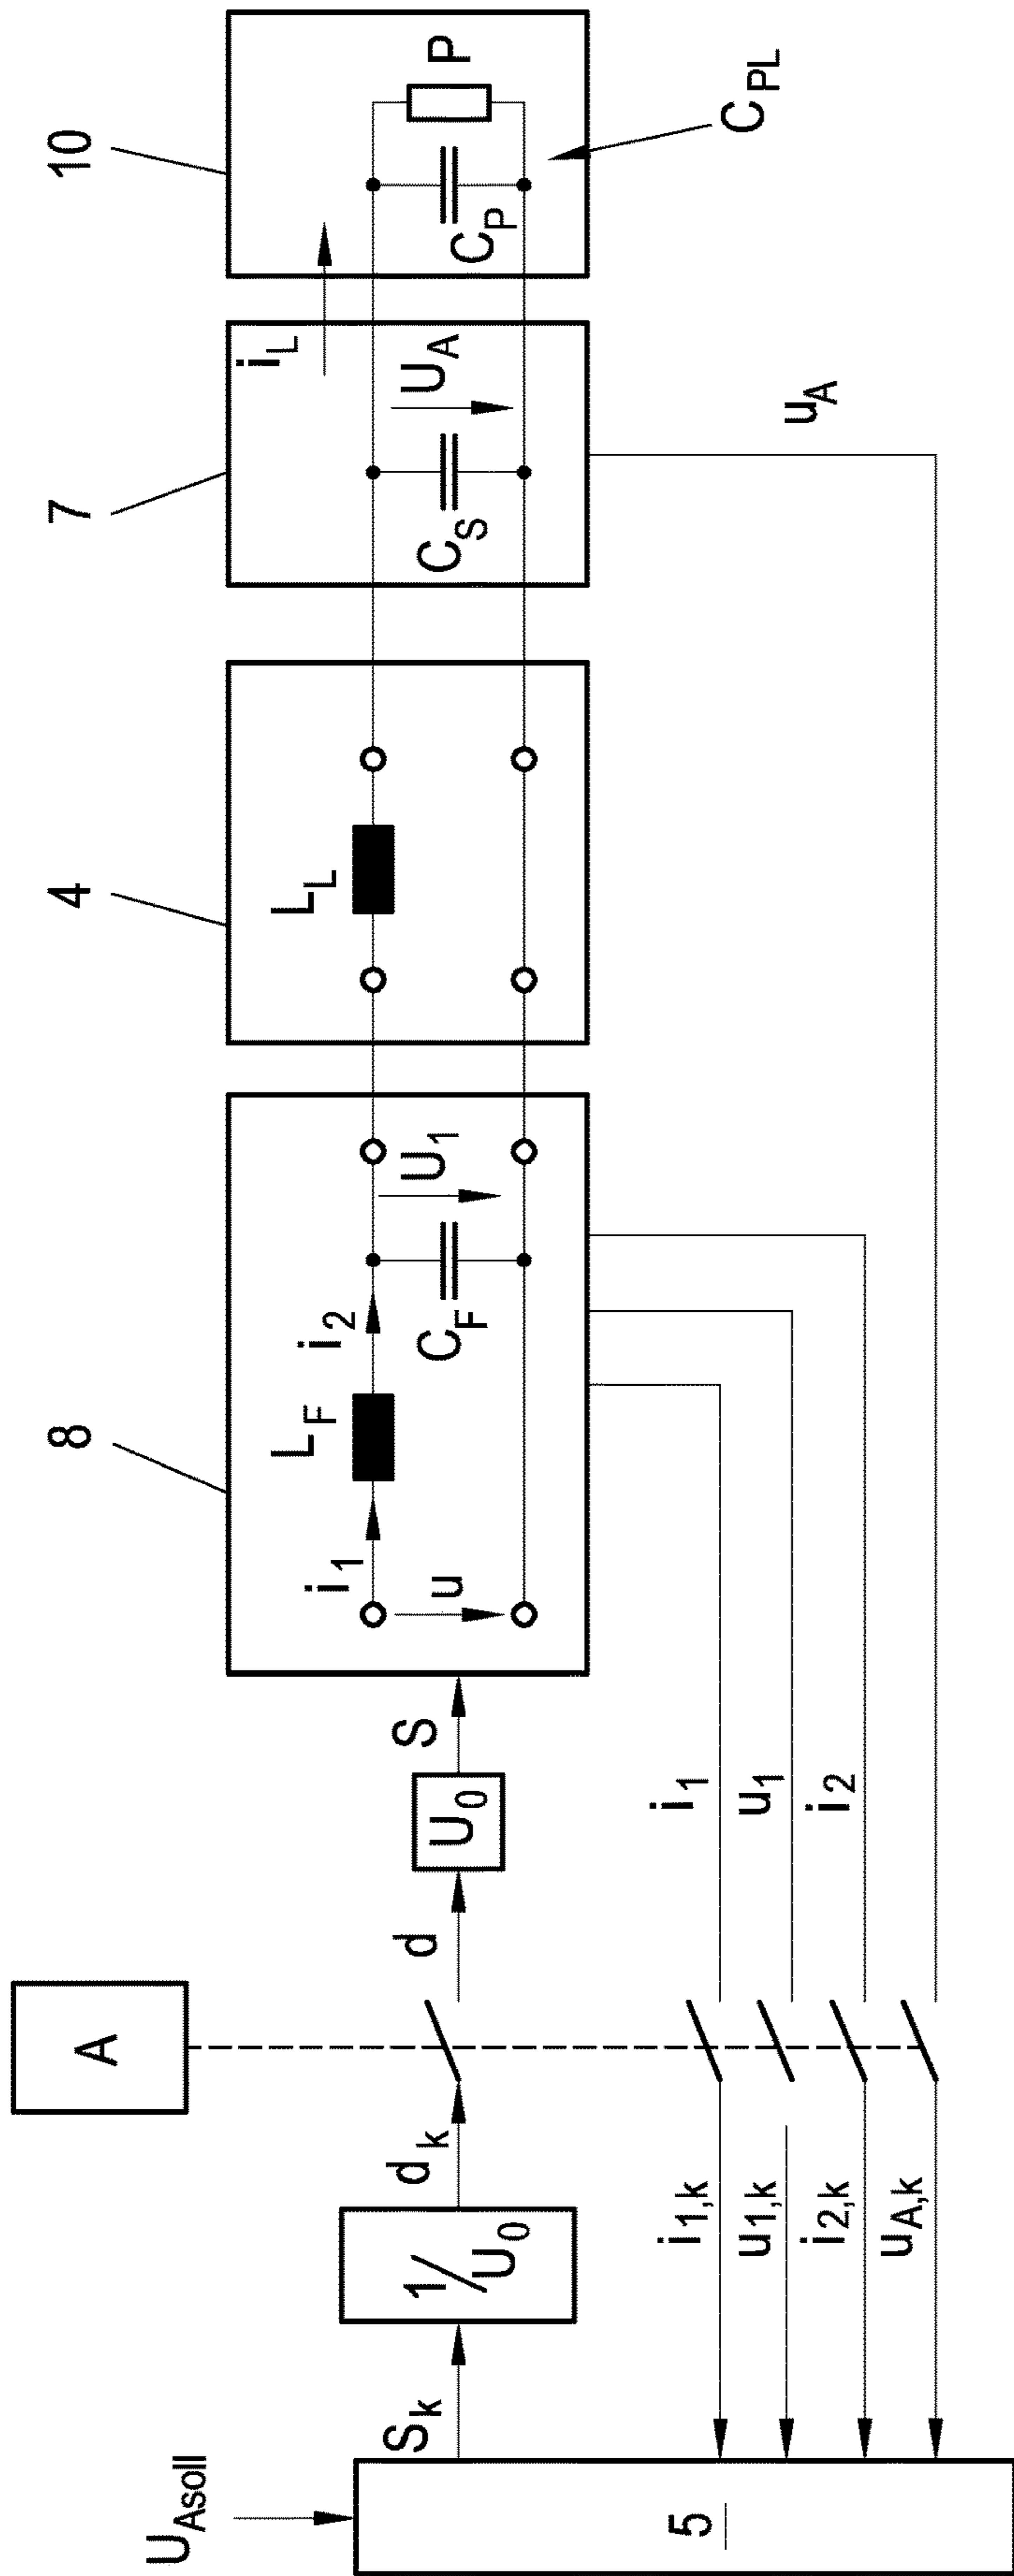 8
4
7
10
A
i_L
L_F
L_L
i_1
i_2
u
C_F
U_1
C_S
U_A
C_P
P
C_PL
U_Asoll
S_k
1/U_0
d_k
d
U_0
S
5
i_1,k
i_1
u_1,k
u_1
i_2,k
i_2
u_A,k
u_A